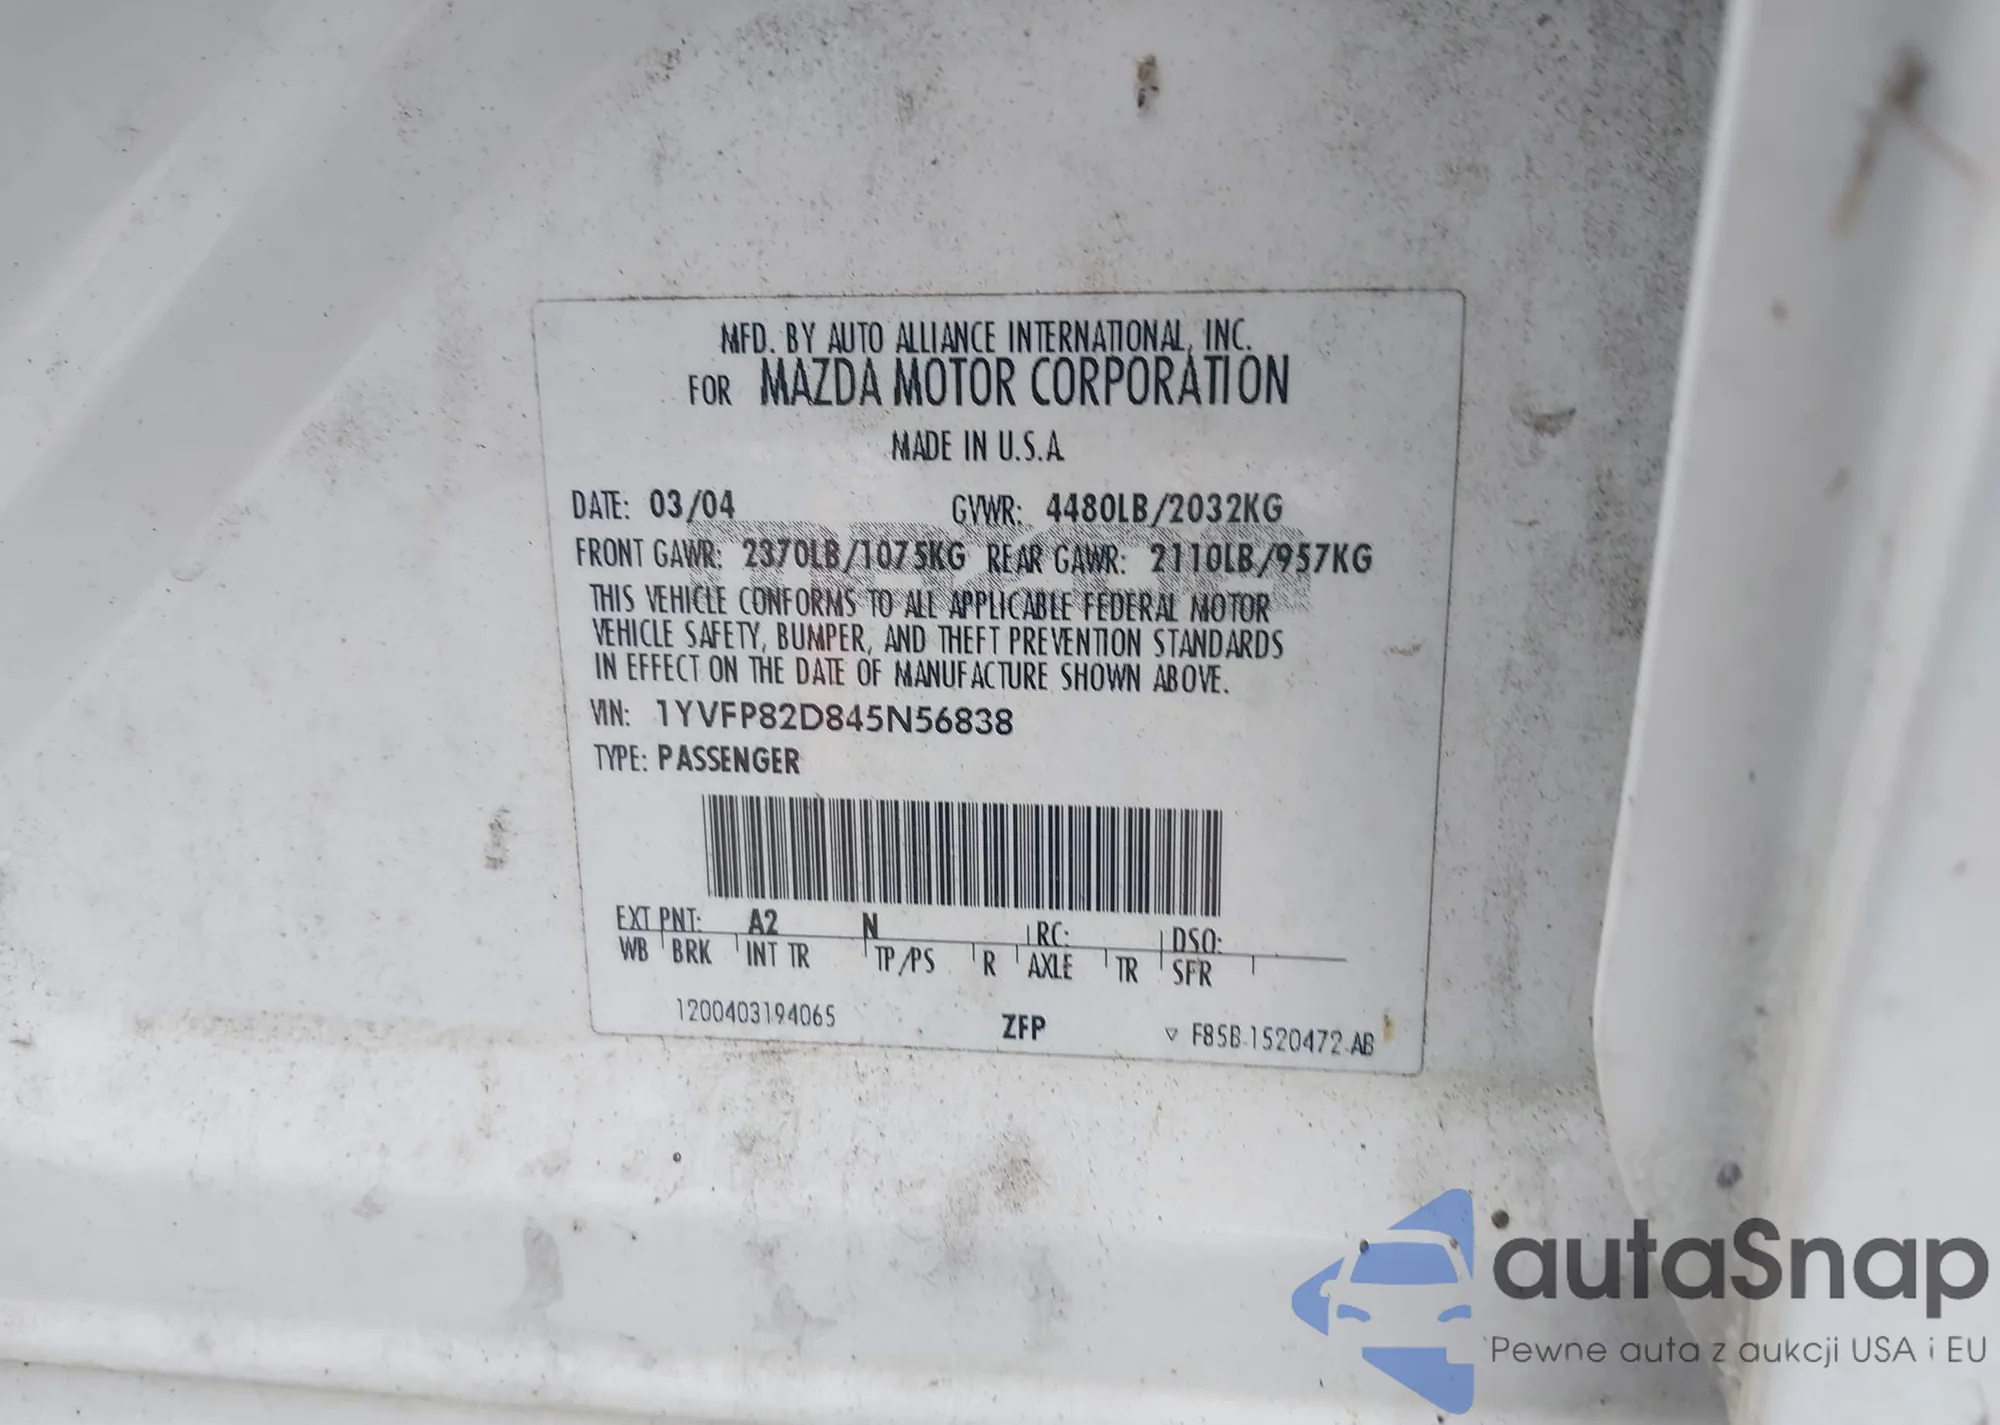 MFD. BY AUTO ALLIANCE INTERNATIONAL, INC.
FOR MAZDA MOTOR CORPORATION
MADE IN U.S.A
DATE: 03/04 GVWR: 4480LB/2032KG
FRONT GAWR: 2370LB/1075KG REAR GAWR: 2110LB/957KG
THIS VEHICLE CONFORMS TO ALL APPLICABLE FEDERAL MOTOR
VEHICLE SAFETY, BUMPER, AND THEFT PREVENTION STANDARDS
IN EFFECT ON THE DATE OF MANUFACTURE SHOWN ABOVE.
VIN: 1YVFP82D845N56838
TYPE: PASSENGER
EXT PNT: A2 N RC: DSO:
WB BRK INT TR TP/PS R AXLE TR SFR
1200403194065 ZFP ▽ F85B-1520472-AB
autaSnap
Pewne auta z aukcji USA i EU